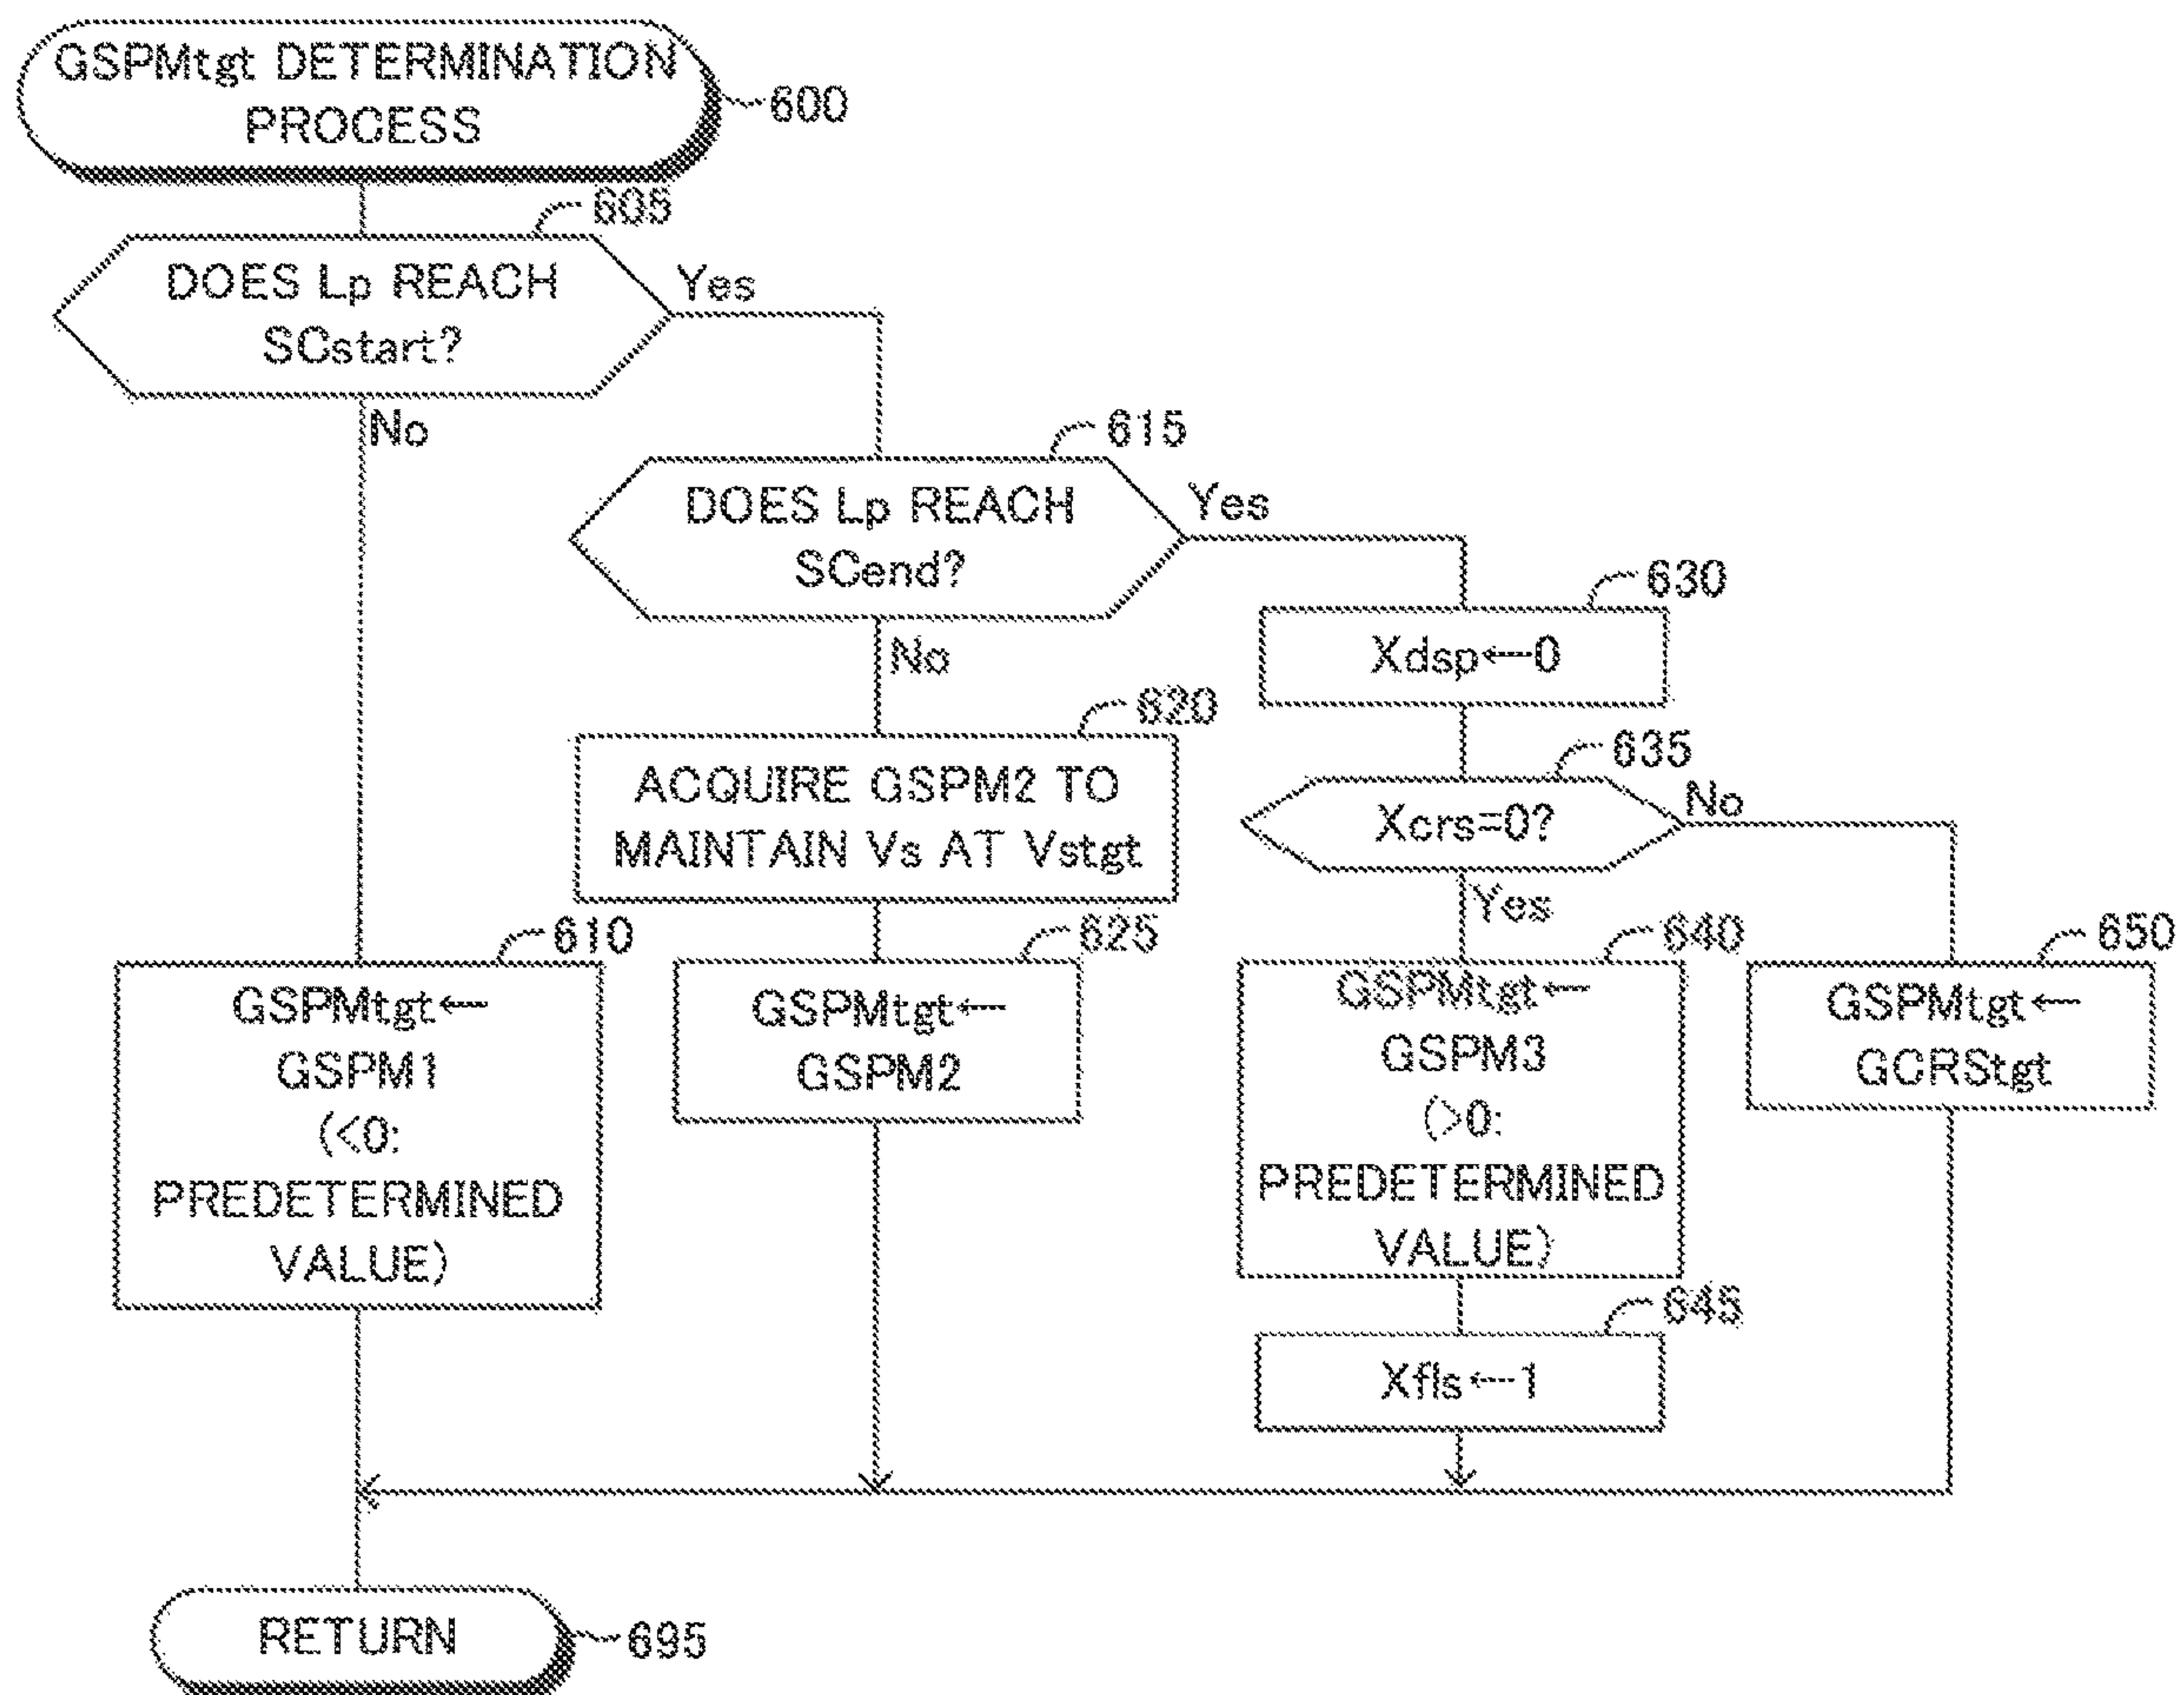 GSPMtgt DETERMINATION
PROCESS
600
605
DOES Lp REACH
SCstart?
Yes
No
615
DOES Lp REACH
SCend?
Yes
No
630
Xdsp←0
620
ACQUIRE GSPM2 TO
MAINTAIN Vs AT Vstgt
635
Xcrs=0?
No
Yes
610
GSPMtgt←
GSPM1
(<0:
PREDETERMINED
VALUE)
625
GSPMtgt←
GSPM2
640
GSPMtgt←
GSPM3
(>0:
PREDETERMINED
VALUE)
650
GSPMtgt←
GCRStgt
645
Xfls←1
RETURN
695